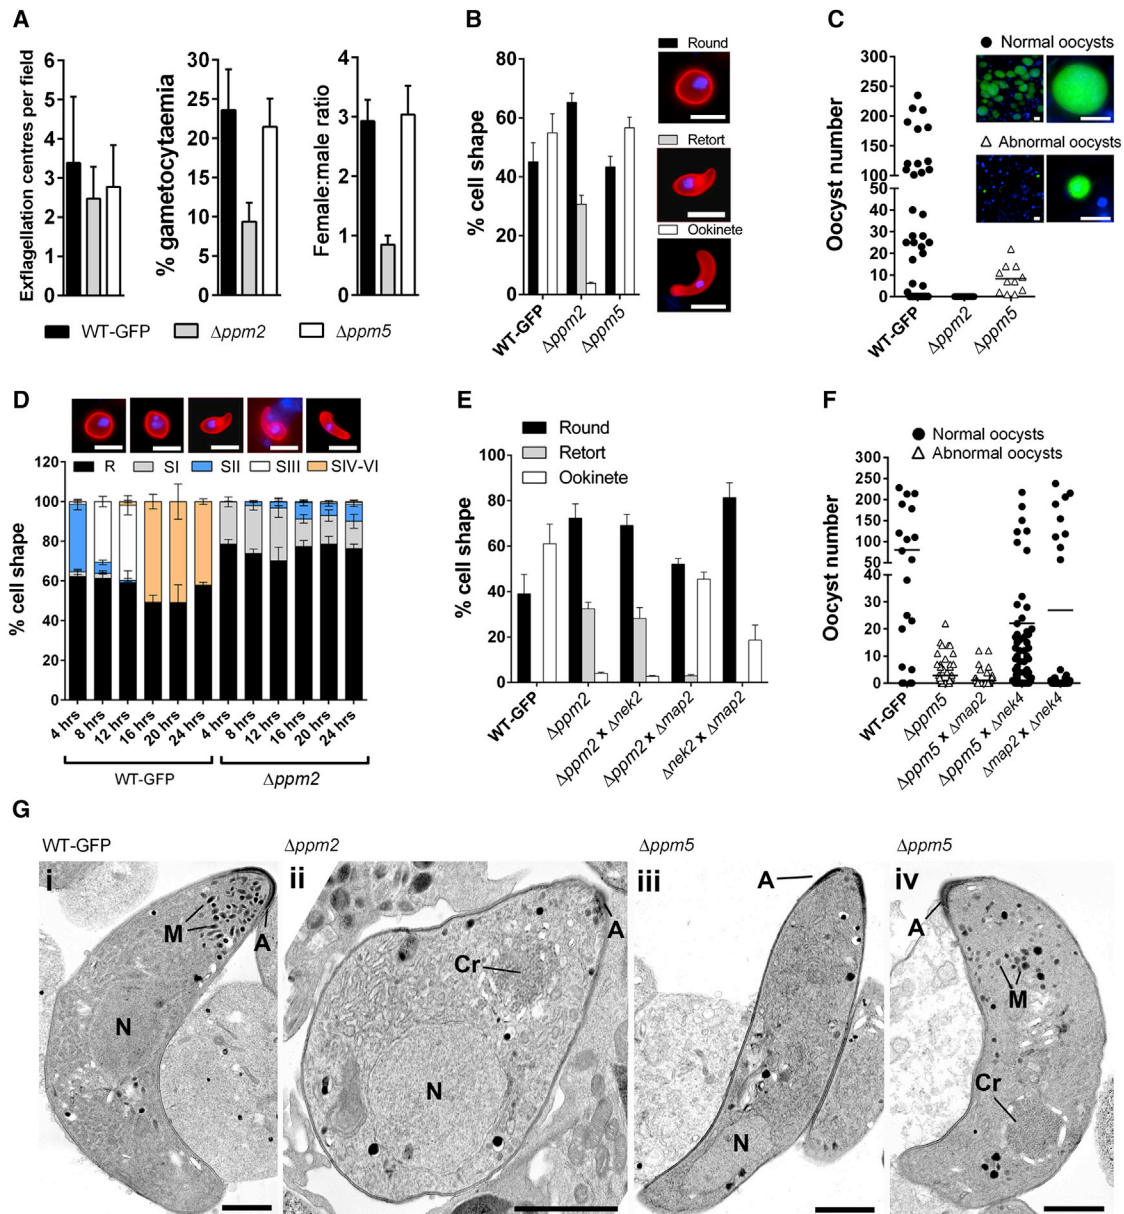 A
Exflagellation centres per field
6
5
4
3
2
1
0
% gametocytaemia
30
25
20
15
10
5
0
Female:male ratio
4
3
2
1
0
WT-GFP
Δppm2
Δppm5
B
% cell shape
80
60
40
20
0
WT-GFP
Δppm2
Δppm5
Round
Retort
Ookinete
C
Oocyst number
300
250
200
150
100
50
40
30
20
10
0
WT-GFP
Δppm2
Δppm5
Normal oocysts
Abnormal oocysts
D
R
SI
SII
SIII
SIV-VI
% cell shape
120
100
80
60
40
20
0
4 hrs
8 hrs
12 hrs
16 hrs
20 hrs
24 hrs
4 hrs
8 hrs
12 hrs
16 hrs
20 hrs
24 hrs
WT-GFP
Δppm2
E
Round
Retort
Ookinete
% cell shape
100
80
60
40
20
0
WT-GFP
Δppm2
Δppm2 x Δnek2
Δppm2 x Δmap2
Δnek2 x Δmap2
F
Normal oocysts
Abnormal oocysts
Oocyst number
300
250
200
150
100
50
40
30
20
10
0
WT-GFP
Δppm5
Δppm5 x Δmap2
Δppm5 x Δnek4
Δmap2 x Δnek4
G
WT-GFP
i
M
A
N
Δppm2
ii
A
Cr
N
Δppm5
iii
A
N
Δppm5
iv
A
M
Cr